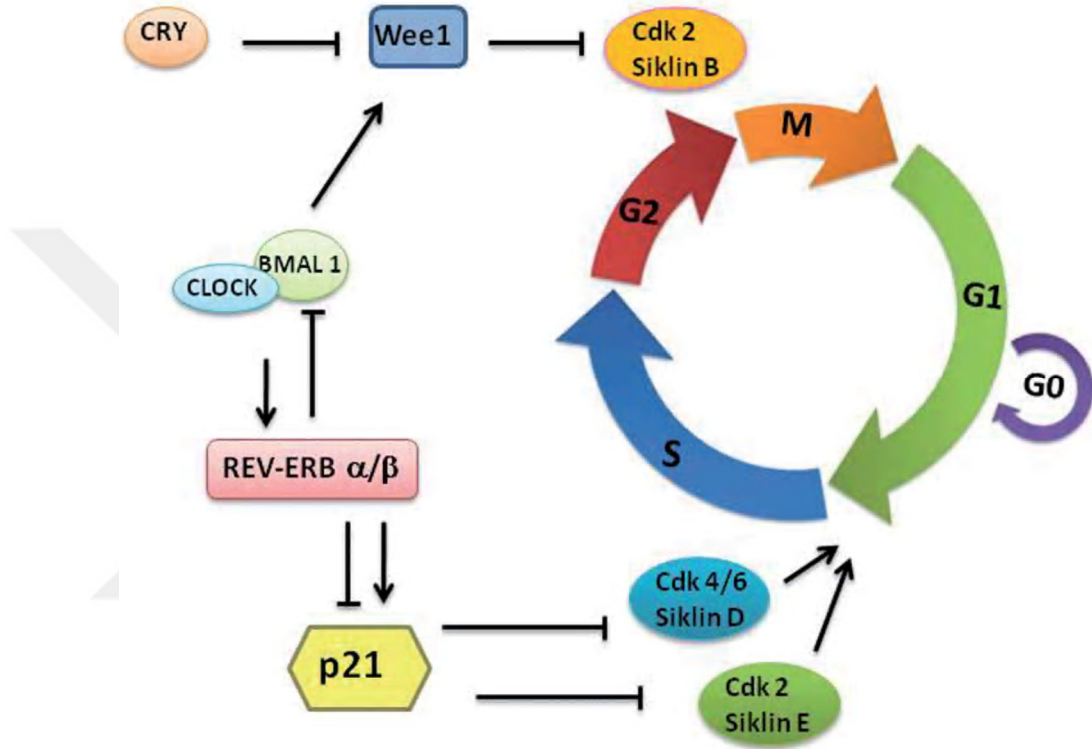 CRY
Wee1
Cdk 2
Siklin B
M
G2
BMAL 1
CLOCK
G1
G0
S
REV-ERB α/β
Cdk 4/6
Siklin D
p21
Cdk 2
Siklin E